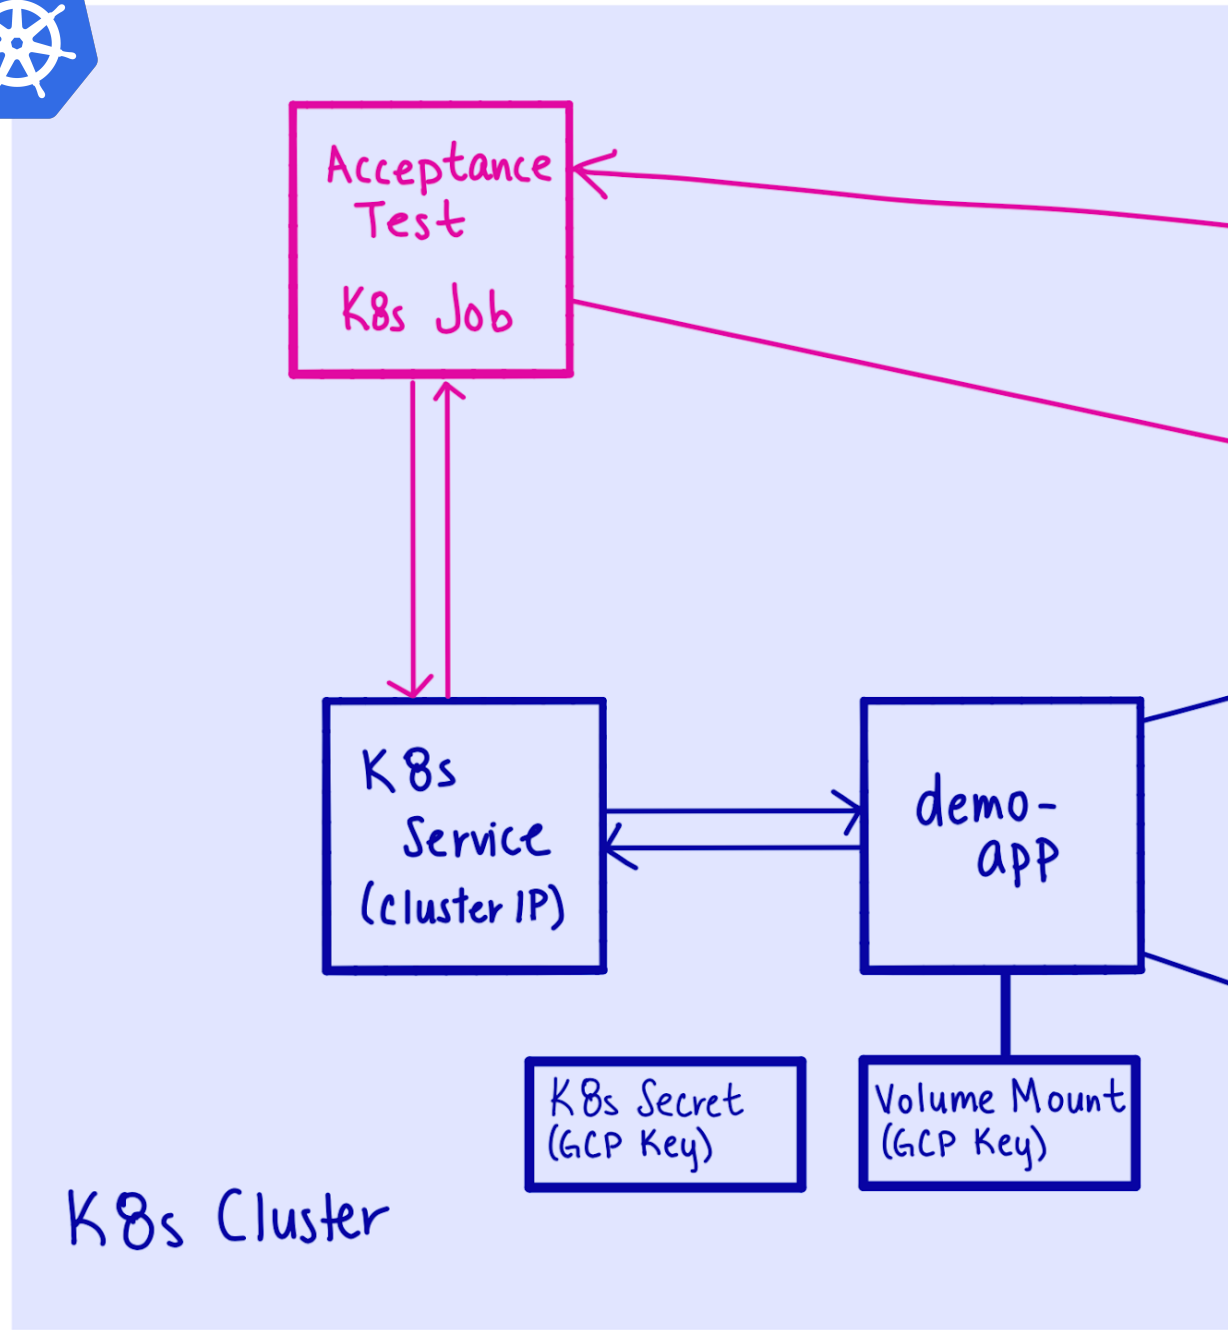 Acceptance
Test
K8s Job
K8s
Service
(Cluster IP)
demo-
app
K8s Secret
(GCP Key)
Volume Mount
(GCP Key)
K8s Cluster